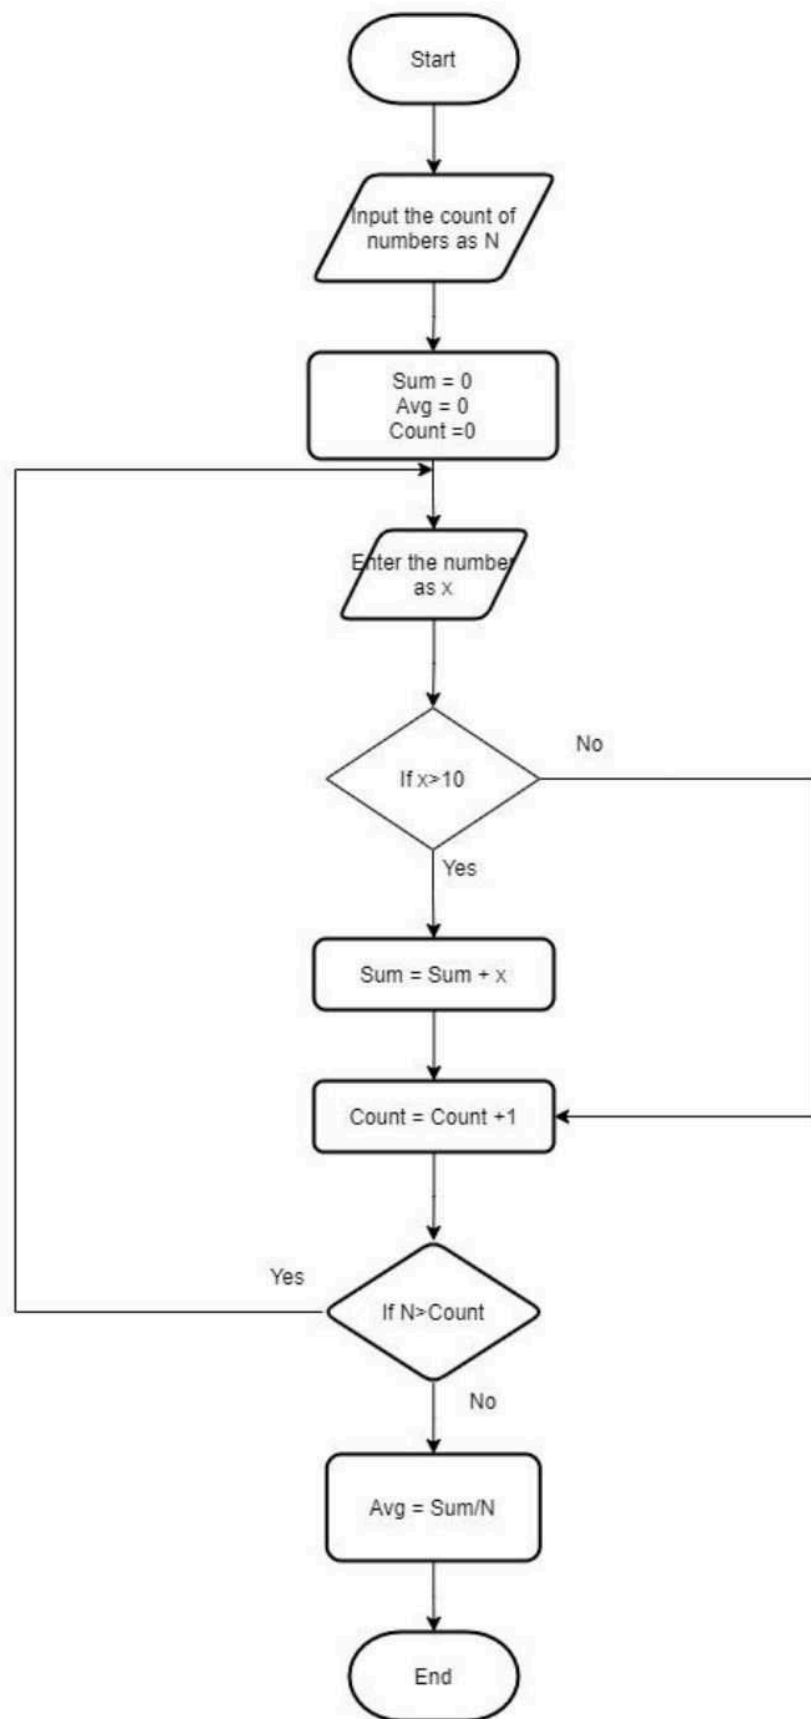 Start
Input the count of
numbers as N
Sum = 0
Avg = 0
Count =0
Enter the number
as x
If x>10
No
Yes
Sum = Sum + x
Count = Count +1
Yes
If N>Count
No
Avg = Sum/N
End